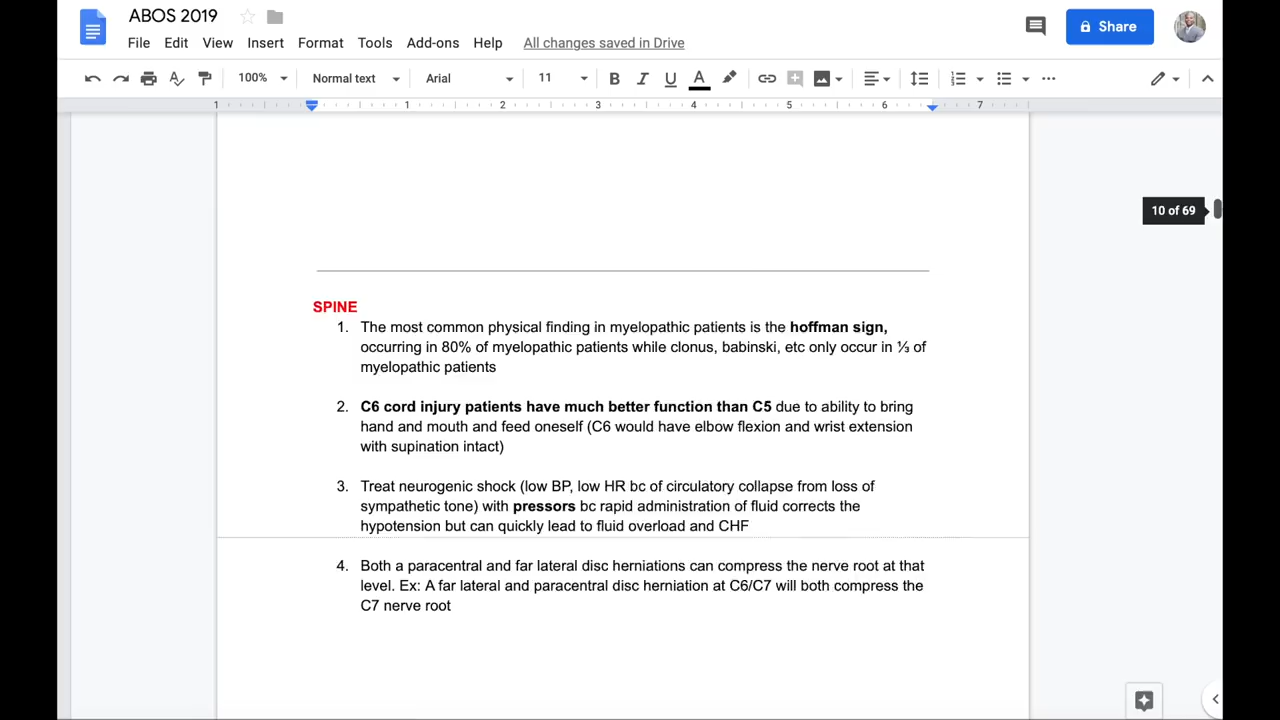 ABOS 2019
File Edit View Insert Format Tools Add-ons Help All changes saved in Drive
Share
100% Normal text Arial 11 B I U A
1 1 2 3 4 5 6 7
10 of 69
SPINE
1. The most common physical finding in myelopathic patients is the hoffman sign,
occurring in 80% of myelopathic patients while clonus, babinski, etc only occur in ⅓ of
myelopathic patients
2. C6 cord injury patients have much better function than C5 due to ability to bring
hand and mouth and feed oneself (C6 would have elbow flexion and wrist extension
with supination intact)
3. Treat neurogenic shock (low BP, low HR bc of circulatory collapse from loss of
sympathetic tone) with pressors bc rapid administration of fluid corrects the
hypotension but can quickly lead to fluid overload and CHF
4. Both a paracentral and far lateral disc herniations can compress the nerve root at that
level. Ex: A far lateral and paracentral disc herniation at C6/C7 will both compress the
C7 nerve root